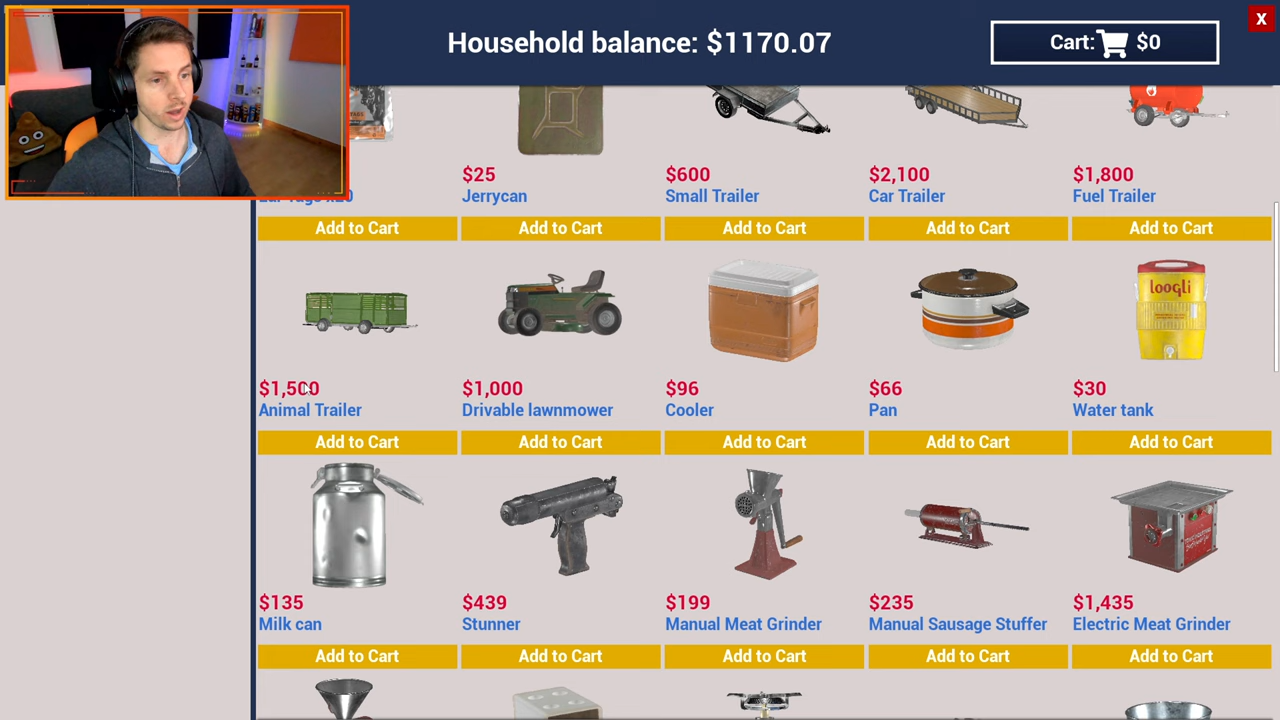 Household balance: $1170.07
Cart: $0
X
$25
$600
$2,100
$1,800
Jerrycan
Small Trailer
Car Trailer
Fuel Trailer
Add to Cart
Add to Cart
Add to Cart
Add to Cart
Add to Cart
loogli
$1,500
$1,000
$96
$66
$30
Animal Trailer
Drivable lawnmower
Cooler
Pan
Water tank
Add to Cart
Add to Cart
Add to Cart
Add to Cart
Add to Cart
$135
$439
$199
$235
$1,435
Milk can
Stunner
Manual Meat Grinder
Manual Sausage Stuffer
Electric Meat Grinder
Add to Cart
Add to Cart
Add to Cart
Add to Cart
Add to Cart